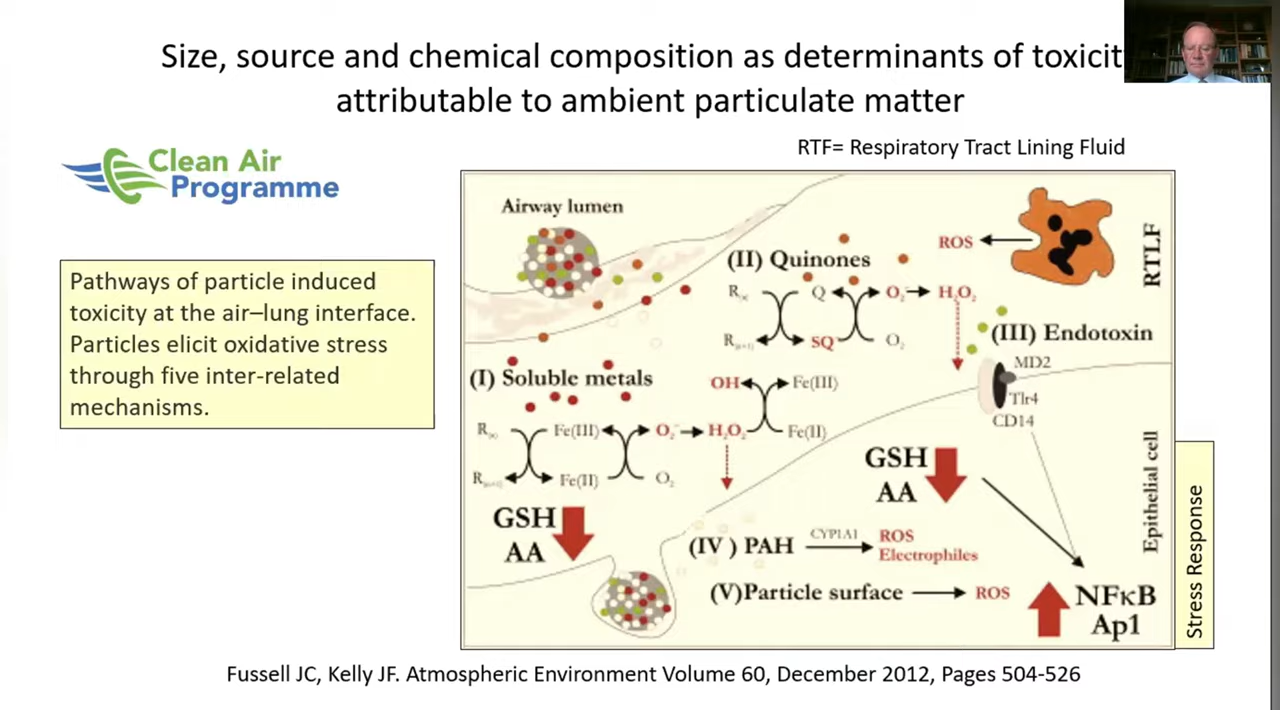 Size, source and chemical composition as determinants of toxicit
attributable to ambient particulate matter
RTF= Respiratory Tract Lining Fluid
Clean Air
Programme
Pathways of particle induced
toxicity at the air–lung interface.
Particles elicit oxidative stress
through five inter-related
mechanisms.
Airway lumen
ROS
RTLF
(II) Quinones
R
Q
O₂
H₂O₂
R
SQ
O₂
(III) Endotoxin
MD2
Tlr4
CD14
(I) Soluble metals
OH
Fe(III)
R
Fe(III)
O₂
H₂O₂
Fe(II)
R
Fe(II)
O₂
GSH
AA
GSH
AA
Epithelial cell
(IV ) PAH
CYP1A1
ROS
Electrophiles
(V)Particle surface
ROS
NFκB
Ap1
Stress Response
Fussell JC, Kelly JF. Atmospheric Environment Volume 60, December 2012, Pages 504-526